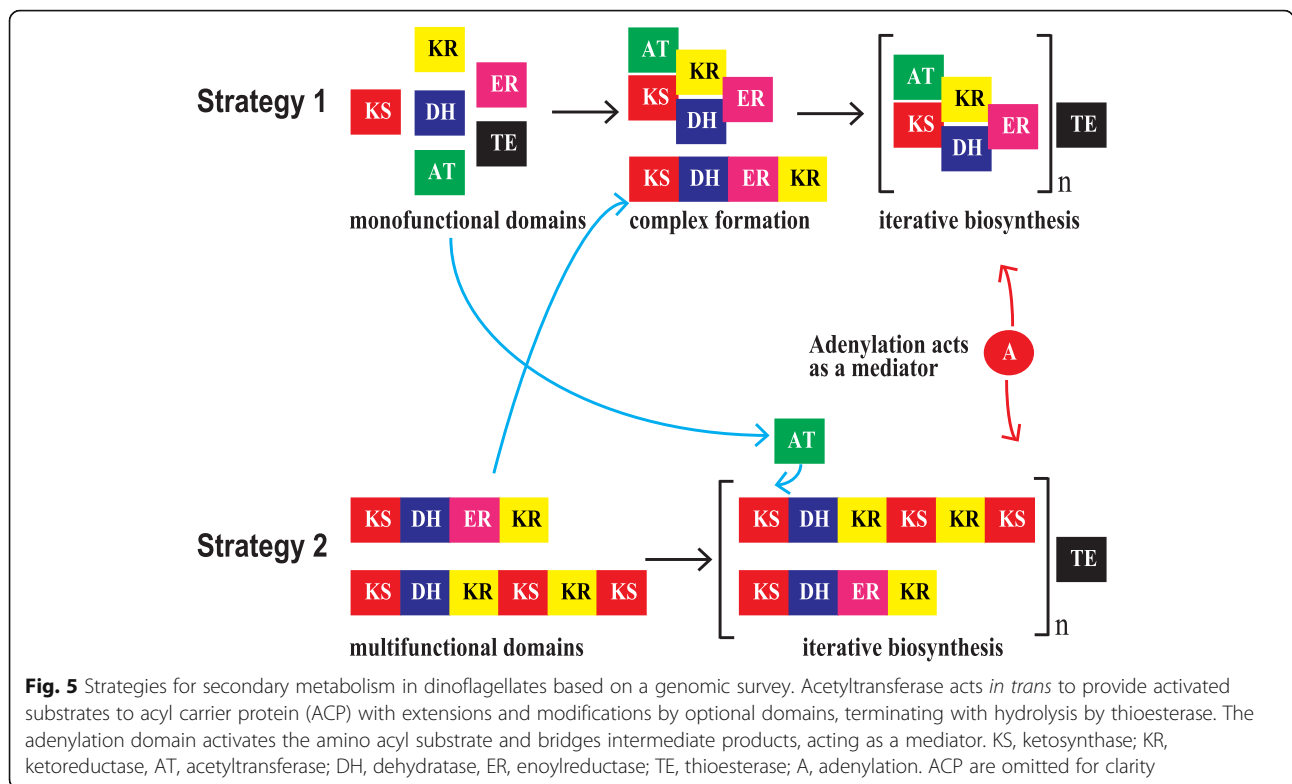 KR
AT
KR
AT
ER
KR
AT
KR
Strategy 1
KS
DH
ER
TE
KS
ER
DH
KS
ER
DH
TE
n
KS DH ER KR
monofunctional domains
complex formation
iterative biosynthesis
Adenylation acts
as a mediator
A
AT
KS DH ER KR
KS DH KR KS KR KS
Strategy 2
TE
KS DH KR KS KR KS
KS DH ER KR
n
multifunctional domains
iterative biosynthesis
Fig. 5 Strategies for secondary metabolism in dinoflagellates based on a genomic survey. Acetyltransferase acts in trans to provide activated
substrates to acyl carrier protein (ACP) with extensions and modifications by optional domains, terminating with hydrolysis by thioesterase. The
adenylation domain activates the amino acyl substrate and bridges intermediate products, acting as a mediator. KS, ketosynthase; KR,
ketoreductase, AT, acetyltransferase; DH, dehydratase, ER, enoylreductase; TE, thioesterase; A, adenylation. ACP are omitted for clarity